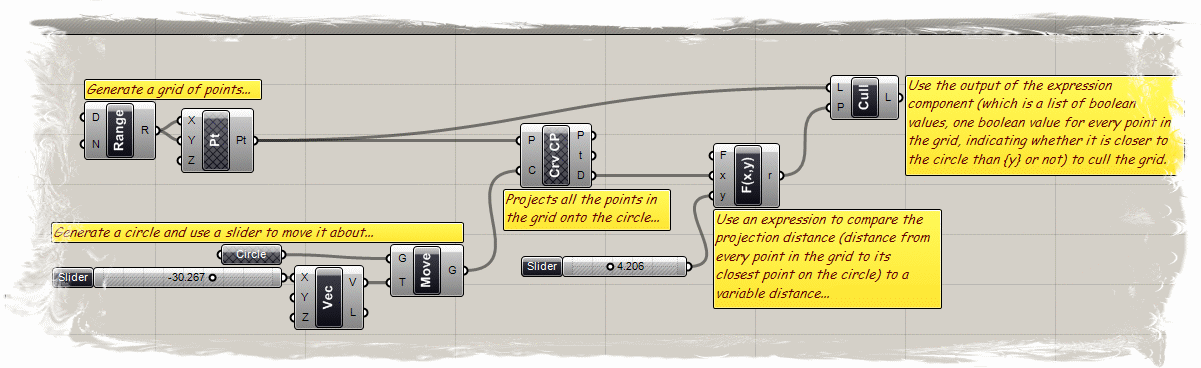 Generate a grid of points...
D
N
Range
R
X
Y
Z
Pt
Pt
Generate a circle and use a slider to move it about...
Circle
Slider
-30.267
X
Y
Z
Vec
V
L
G
T
Move
G
P
C
Crv CP
P
t
D
Projects all the points in
the grid onto the circle...
Slider
4.206
F
x
y
F(x,y)
r
Use an expression to compare the
projection distance (distance from
every point in the grid to its
closest point on the circle) to a
variable distance...
L
P
Cull
L
Use the output of the expression
component (which is a list of boolean
values, one boolean value for every point in
the grid, indicating whether it is closer to
the circle than {y} or not) to cull the grid.